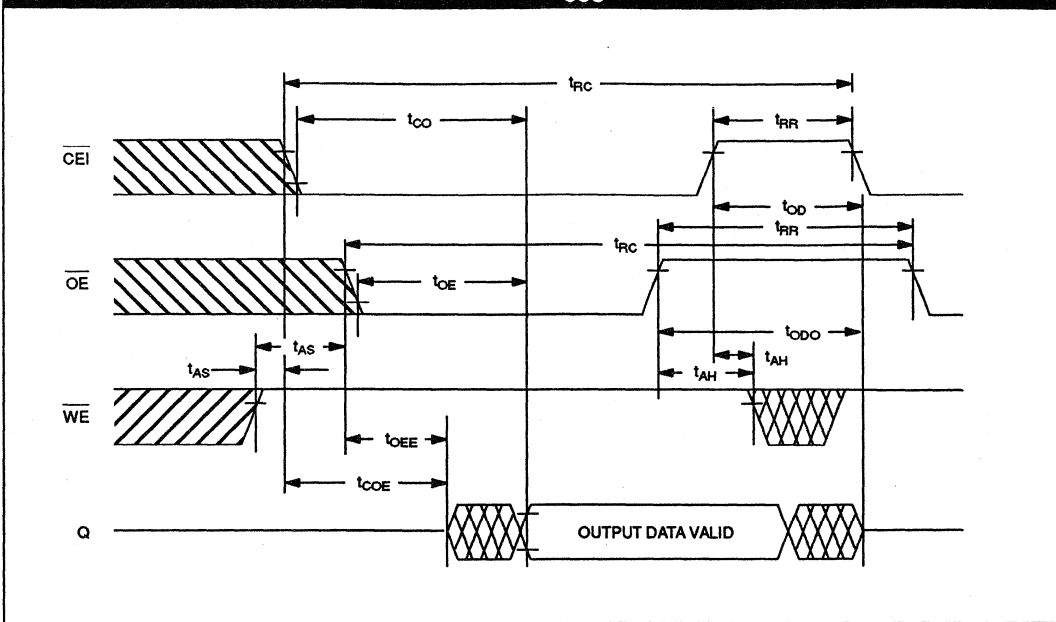 tRC
tCO
tRR
CEI
tOD
tRR
tRC
OE
tOE
tODO
tAS
tAH
tAS
tAH
WE
tOEE
tCOE
Q
OUTPUT DATA VALID